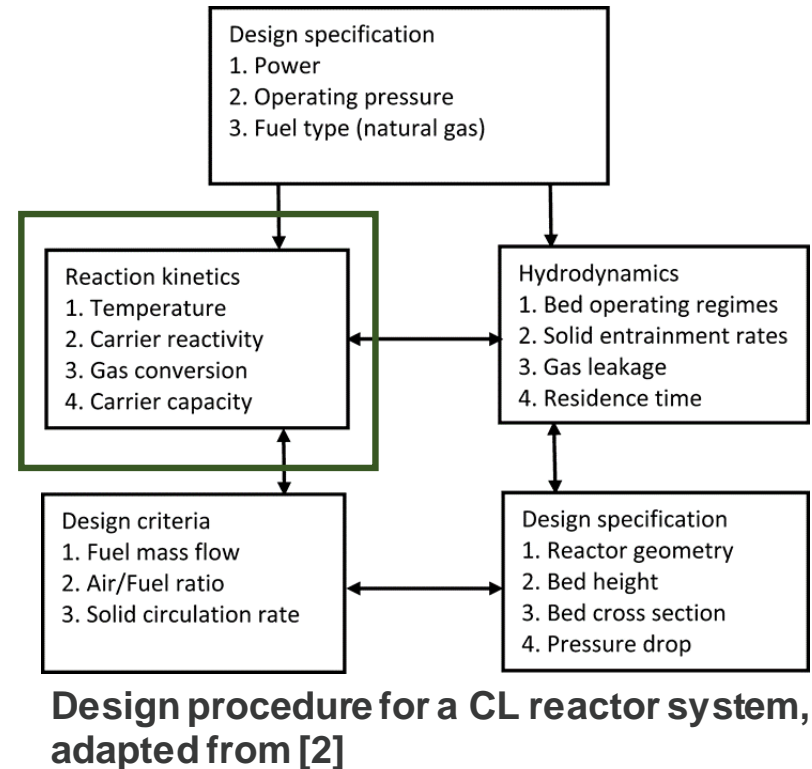 Design specification
1. Power
2. Operating pressure
3. Fuel type (natural gas)
Reaction kinetics
1. Temperature
2. Carrier reactivity
3. Gas conversion
4. Carrier capacity
Hydrodynamics
1. Bed operating regimes
2. Solid entrainment rates
3. Gas leakage
4. Residence time
Design criteria
1. Fuel mass flow
2. Air/Fuel ratio
3. Solid circulation rate
Design specification
1. Reactor geometry
2. Bed height
3. Bed cross section
4. Pressure drop
Design procedure for a CL reactor system,
adapted from [2]